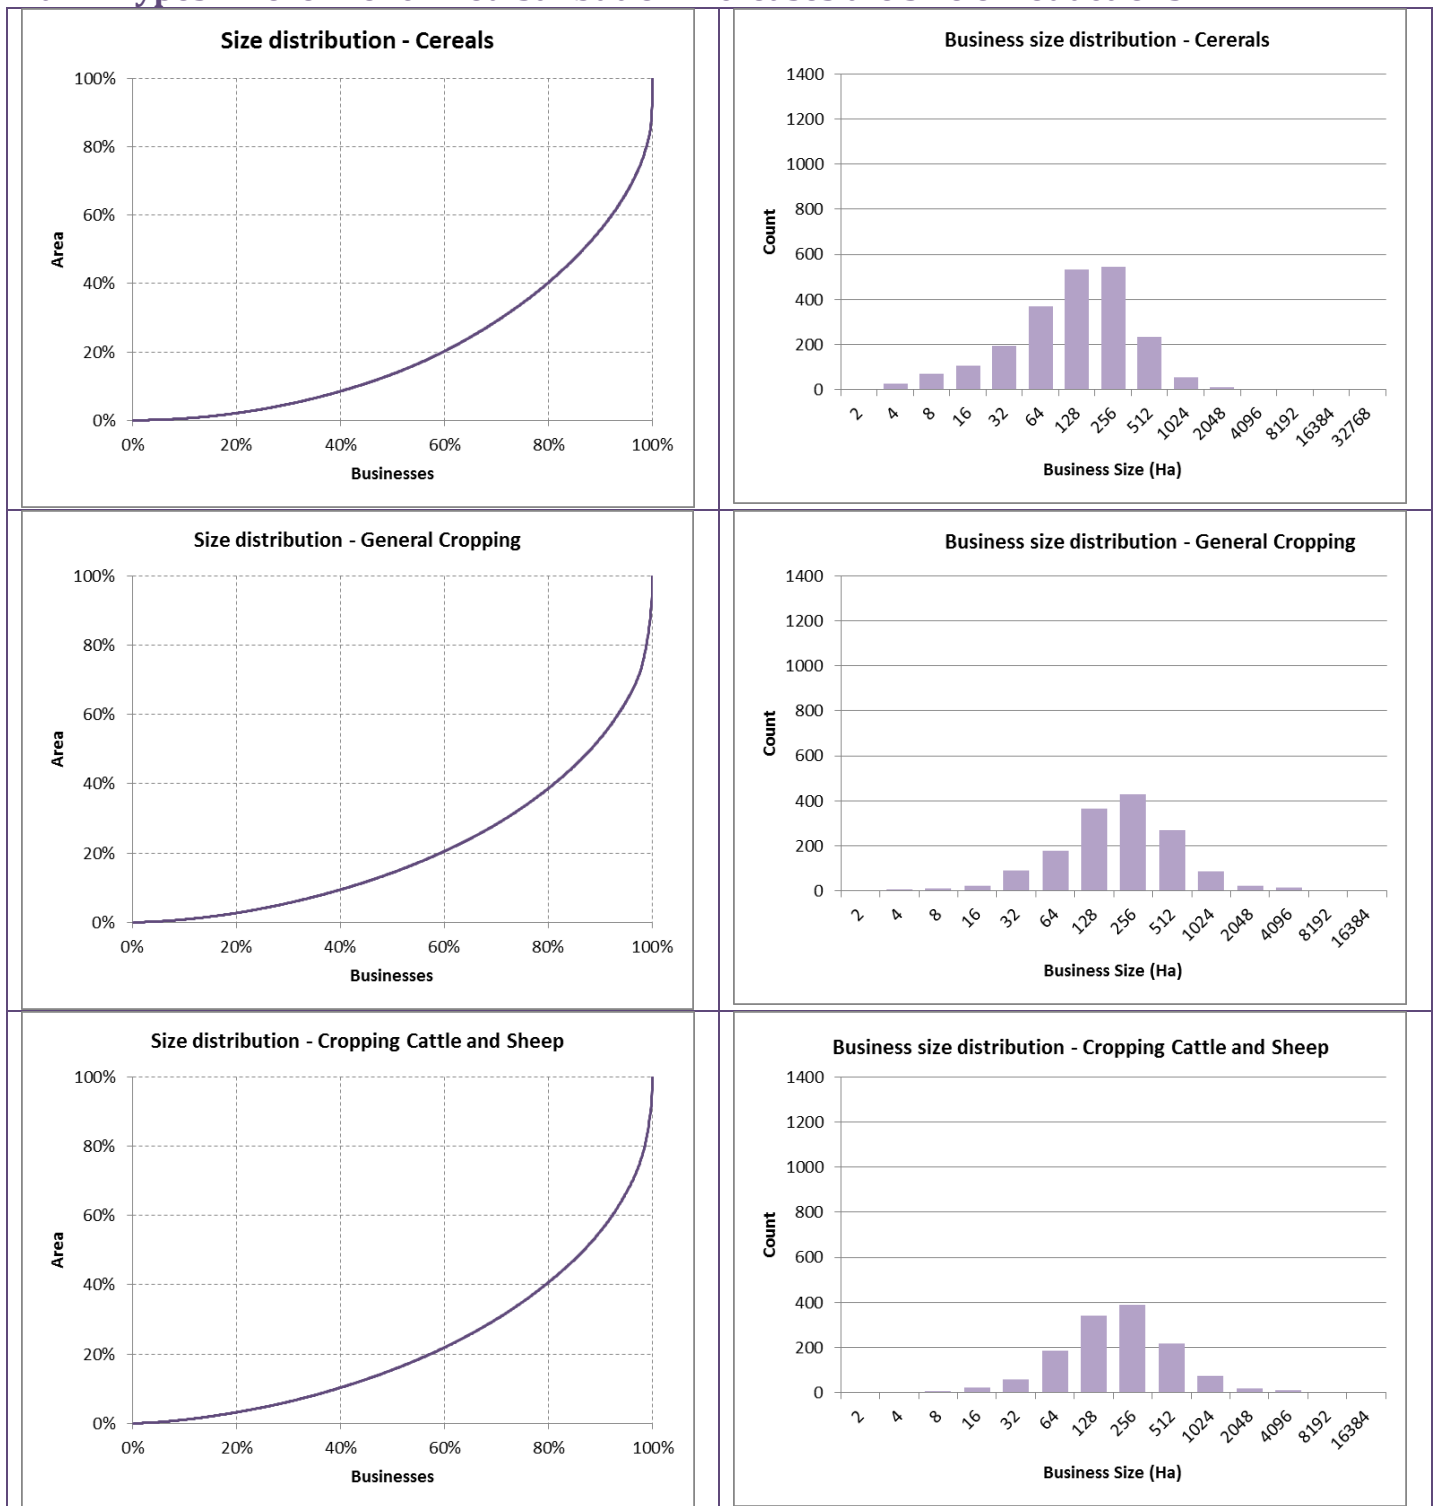 Size distribution - Cereals
100%
80%
60%
40%
20%
0%
Area
0% 20% 40% 60% 80% 100%
Businesses
Business size distribution - Cererals
1400
1200
1000
800
600
400
200
0
Count
2 4 8 16 32 64 128 256 512 1024 2048 4096 8192 16384 32768
Business Size (Ha)
Size distribution - General Cropping
100%
80%
60%
40%
20%
0%
Area
0% 20% 40% 60% 80% 100%
Businesses
Business size distribution - General Cropping
1400
1200
1000
800
600
400
200
0
Count
2 4 8 16 32 64 128 256 512 1024 2048 4096 8192 16384
Business Size (Ha)
Size distribution - Cropping Cattle and Sheep
100%
80%
60%
40%
20%
0%
Area
0% 20% 40% 60% 80% 100%
Businesses
Business size distribution - Cropping Cattle and Sheep
1400
1200
1000
800
600
400
200
0
Count
2 4 8 16 32 64 128 256 512 1024 2048 4096 8192 16384
Business Size (Ha)